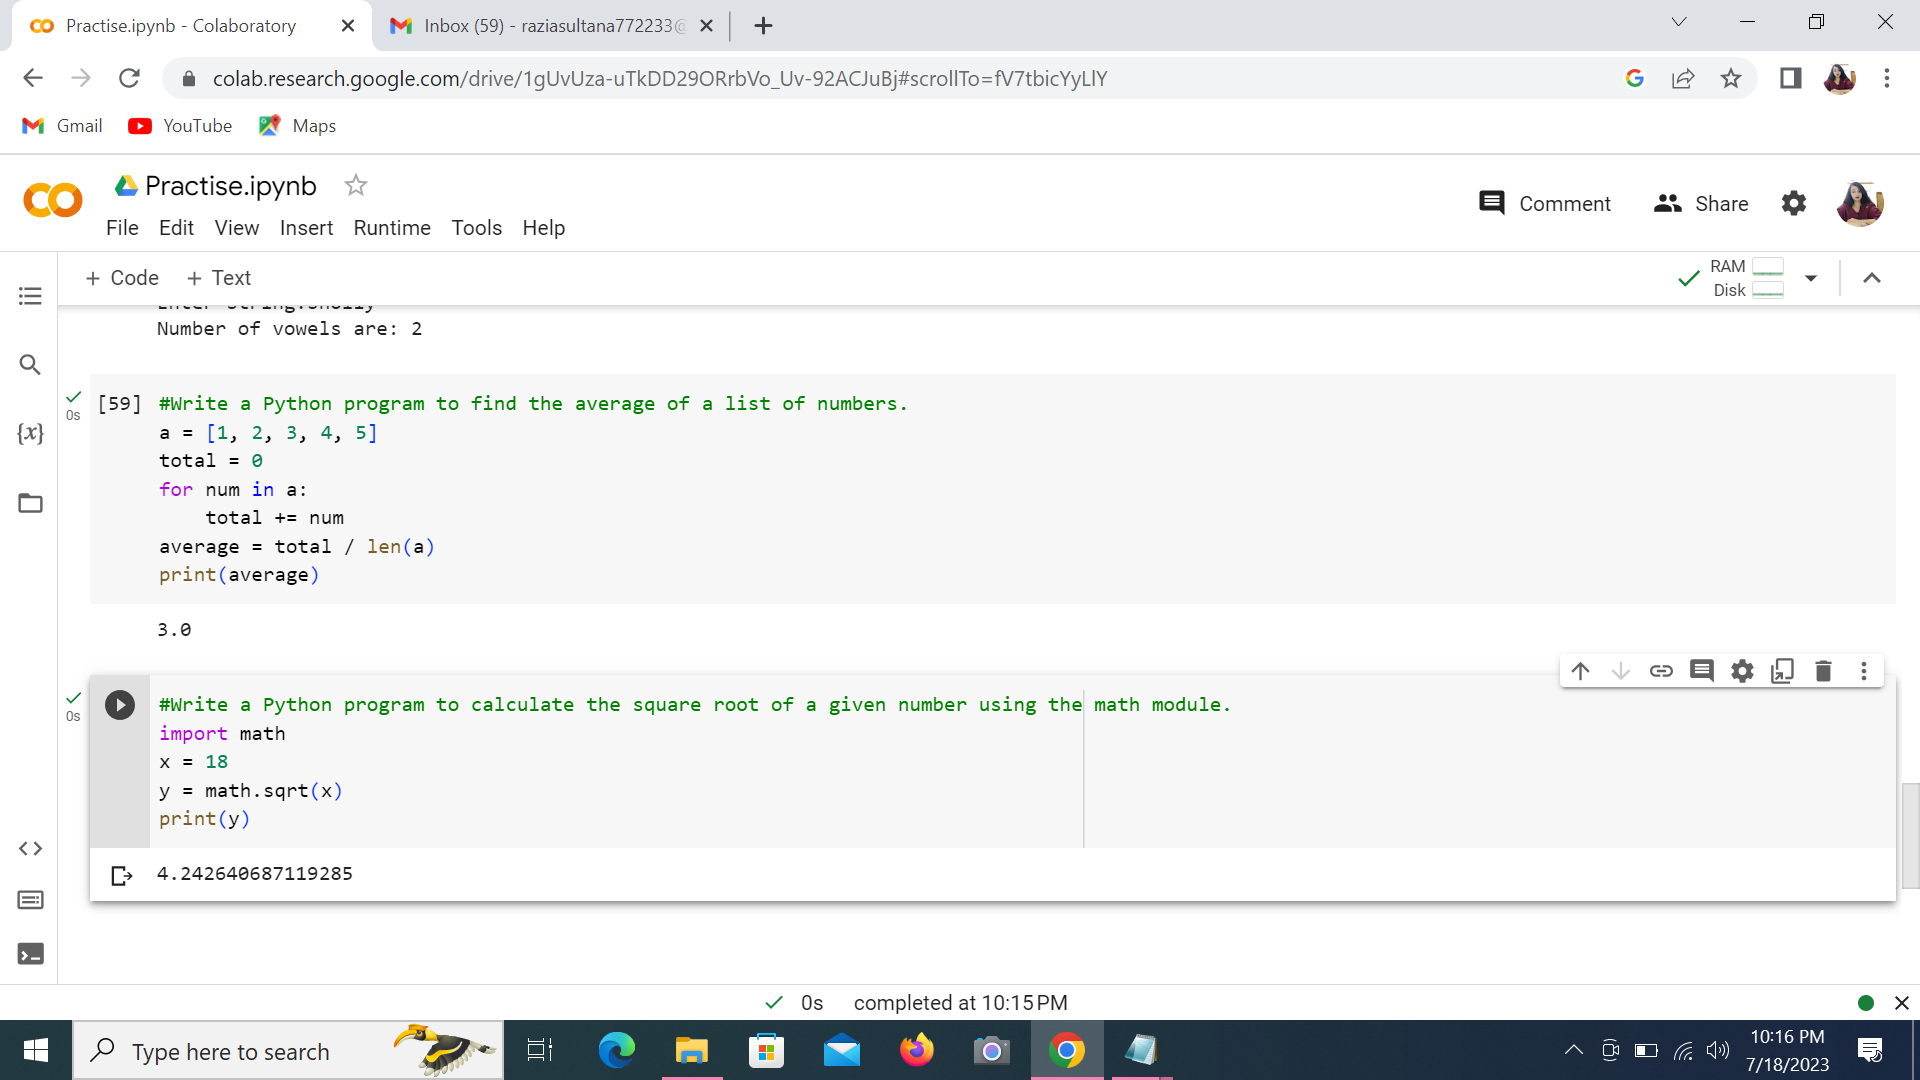 Practise.ipynb - Colaboratory
Inbox (59) - raziasultana772233@
colab.research.google.com/drive/1gUvUza-uTkDD29ORrbVo_Uv-92ACJuBj#scrollTo=fV7tbicYyLlY
Gmail YouTube Maps
Practise.ipynb
Comment Share
File Edit View Insert Runtime Tools Help
+ Code + Text
RAM
Disk
Number of vowels are: 2
0s
[59] #Write a Python program to find the average of a list of numbers.
a = [1, 2, 3, 4, 5]
total = 0
for num in a:
    total += num
average = total / len(a)
print(average)
3.0
0s
#Write a Python program to calculate the square root of a given number using the math module.
import math
x = 18
y = math.sqrt(x)
print(y)
4.242640687119285
0s completed at 10:15 PM
Type here to search
10:16 PM
7/18/2023